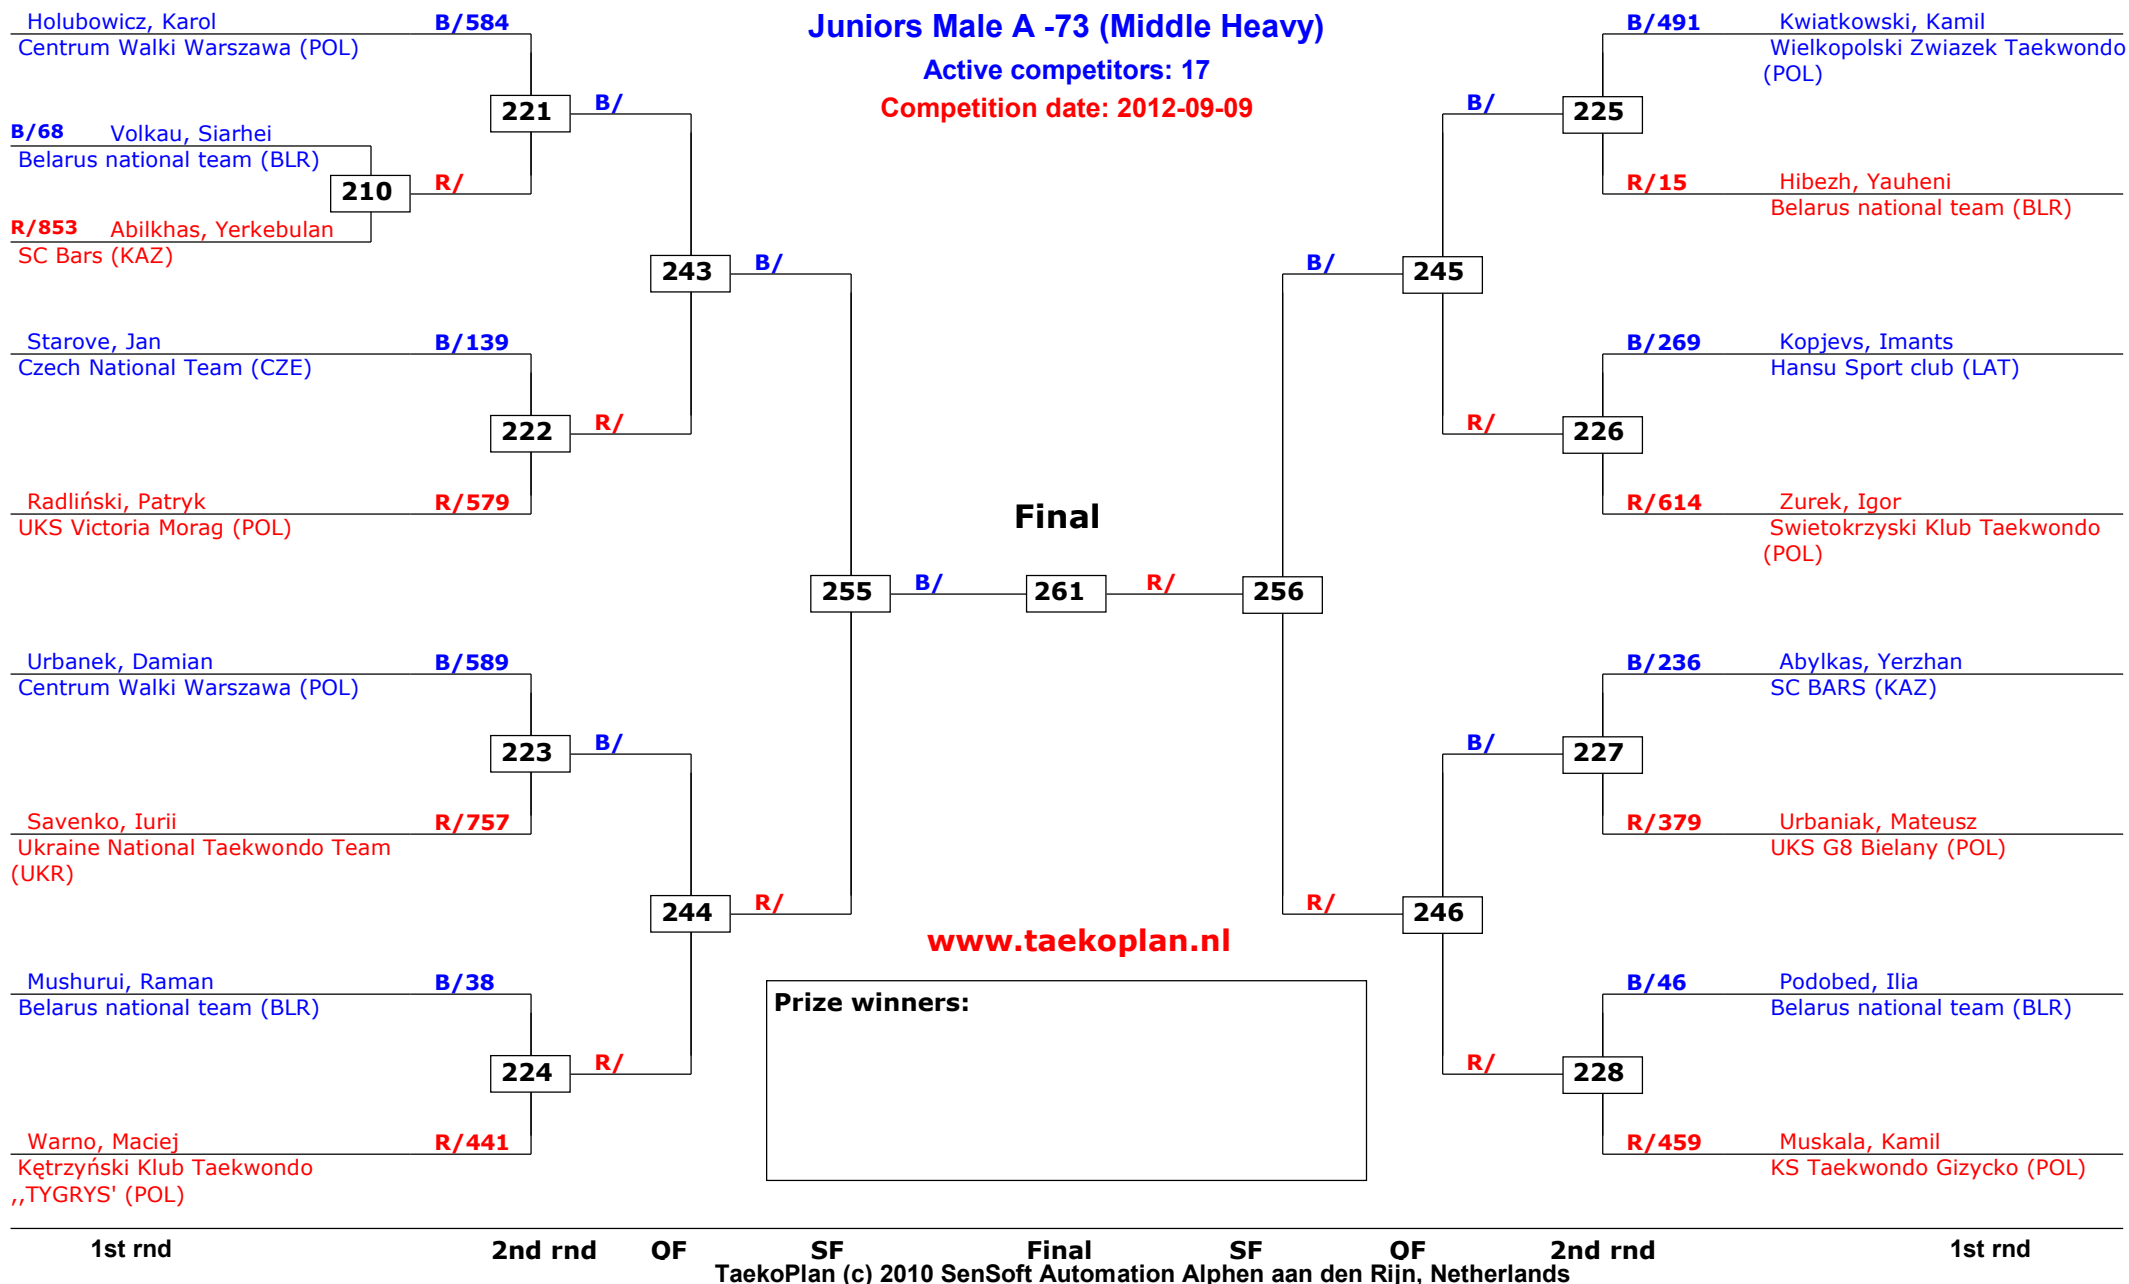 Juniors Male A -73 (Middle Heavy)
Active competitors: 17
Competition date: 2012-09-09
Holubowicz, Karol B/584
Centrum Walki Warszawa (POL)
221 B/
B/68 Volkau, Siarhei
Belarus national team (BLR)
210 R/
R/853 Abilkhas, Yerkebulan
SC Bars (KAZ)
243 B/
Starove, Jan B/139
Czech National Team (CZE)
222 R/
Radliński, Patryk R/579
UKS Victoria Morag (POL)
Urbanek, Damian B/589
Centrum Walki Warszawa (POL)
223 B/
Savenko, Iurii R/757
Ukraine National Taekwondo Team
(UKR)
244 R/
Mushurui, Raman B/38
Belarus national team (BLR)
224 R/
Warno, Maciej R/441
Kętrzyński Klub Taekwondo
,,TYGRYS' (POL)
Final
255 B/ 261 R/ 256
B/491 Kwiatkowski, Kamil
Wielkopolski Zwiazek Taekwondo
(POL)
B/ 225
R/15 Hibezh, Yauheni
Belarus national team (BLR)
B/ 245
B/269 Kopjevs, Imants
Hansu Sport club (LAT)
R/ 226
R/614 Zurek, Igor
Swietokrzyski Klub Taekwondo
(POL)
B/236 Abylkas, Yerzhan
SC BARS (KAZ)
B/ 227
R/379 Urbaniak, Mateusz
UKS G8 Bielany (POL)
R/ 246
B/46 Podobed, Ilia
Belarus national team (BLR)
R/ 228
R/459 Muskala, Kamil
KS Taekwondo Gizycko (POL)
www.taekoplan.nl
Prize winners:
1st rnd 2nd rnd QF SF Final SF QF 2nd rnd 1st rnd
TaekoPlan (c) 2010 SenSoft Automation Alphen aan den Rijn, Netherlands